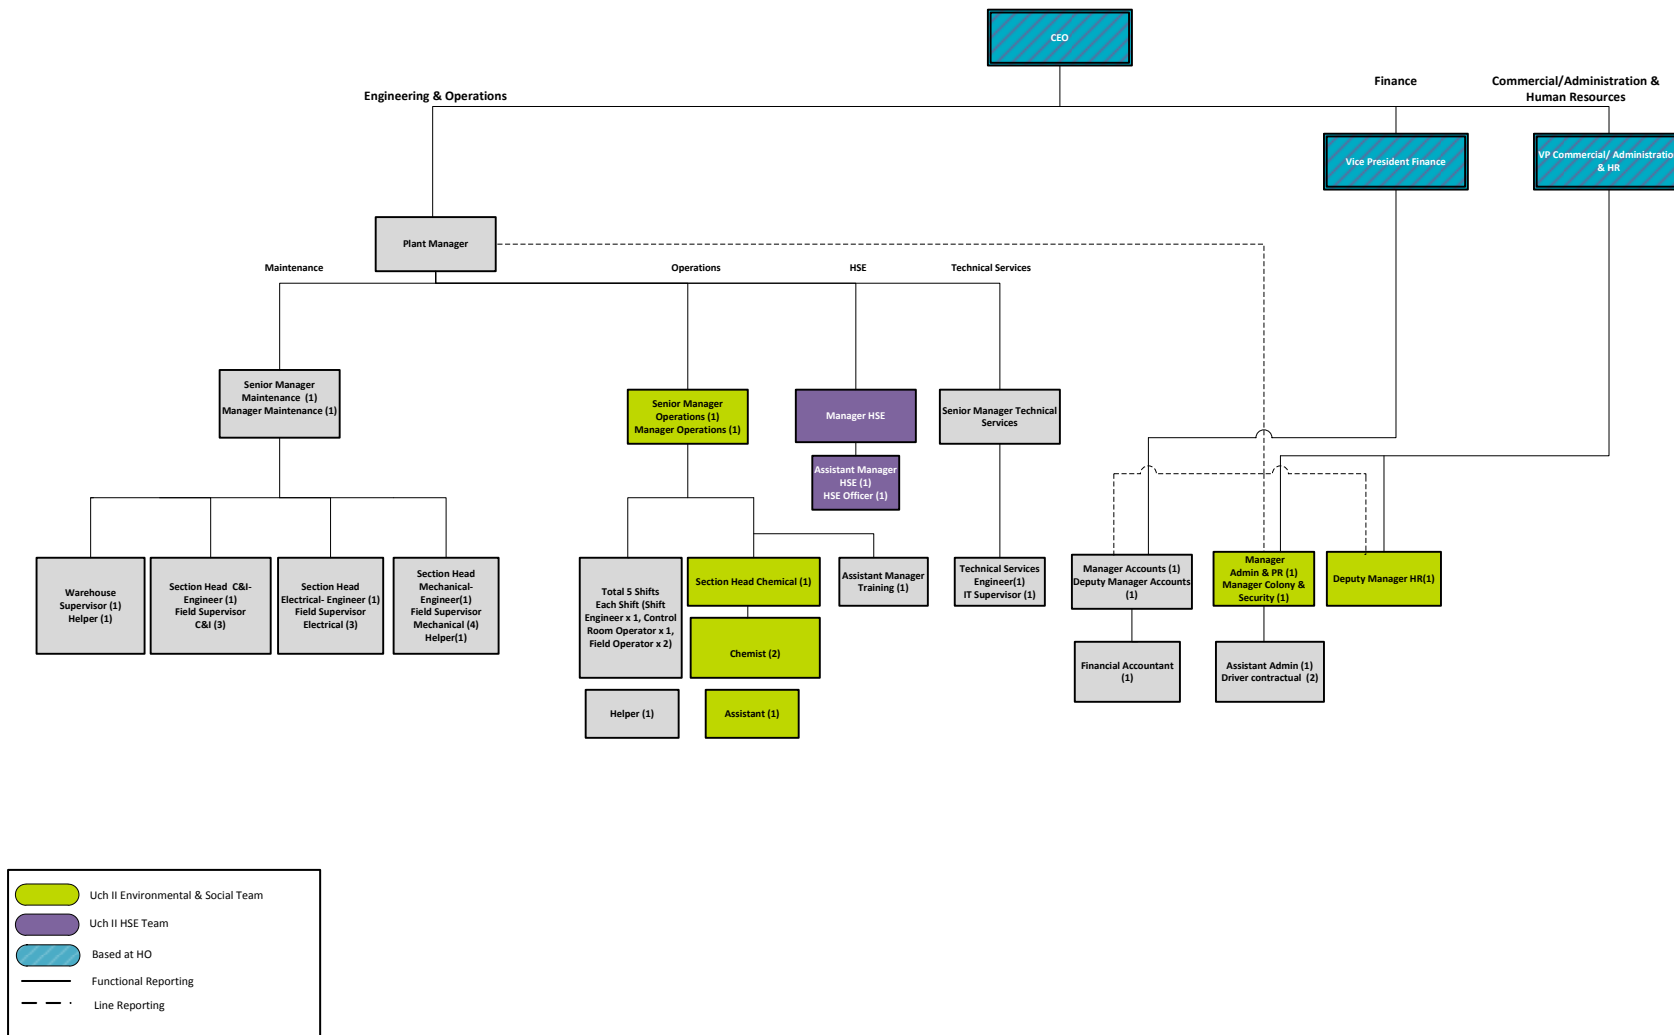 CEO
Engineering & Operations
Finance
Commercial/Administration &
Human Resources
Vice President Finance
VP Commercial/ Administration
& HR
Plant Manager
Maintenance
Operations
HSE
Technical Services
Senior Manager
Maintenance (1)
Manager Maintenance (1)
Senior Manager
Operations (1)
Manager Operations (1)
Manager HSE
Senior Manager Technical
Services
Assistant Manager
HSE (1)
HSE Officer (1)
Warehouse
Supervisor (1)
Helper (1)
Section Head C&I-
Engineer (1)
Field Supervisor
C&I (3)
Section Head
Electrical- Engineer (1)
Field Supervisor
Electrical (3)
Section Head
Mechanical-
Engineer(1)
Field Supervisor
Mechanical (4)
Helper(1)
Total 5 Shifts
Each Shift (Shift
Engineer x 1, Control
Room Operator x 1,
Field Operator x 2)
Section Head Chemical (1)
Chemist (2)
Assistant Manager
Training (1)
Technical Services
Engineer(1)
IT Supervisor (1)
Manager Accounts (1)
Deputy Manager Accounts
(1)
Manager
Admin & PR (1)
Manager Colony &
Security (1)
Deputy Manager HR(1)
Helper (1)
Assistant (1)
Financial Accountant
(1)
Assistant Admin (1)
Driver contractual (2)
Uch II Environmental & Social Team
Uch II HSE Team
Based at HO
Functional Reporting
Line Reporting